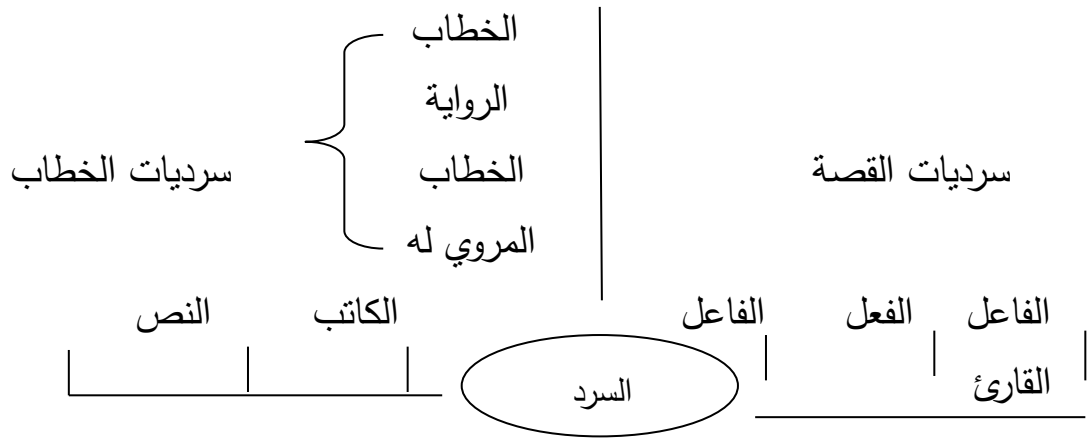 الخطاب
الرواية
سرديات القصة
الخطاب
سرديات الخطاب
المروي له
الفاعل الفعل الفاعل الكاتب النص
القارئ
السرد